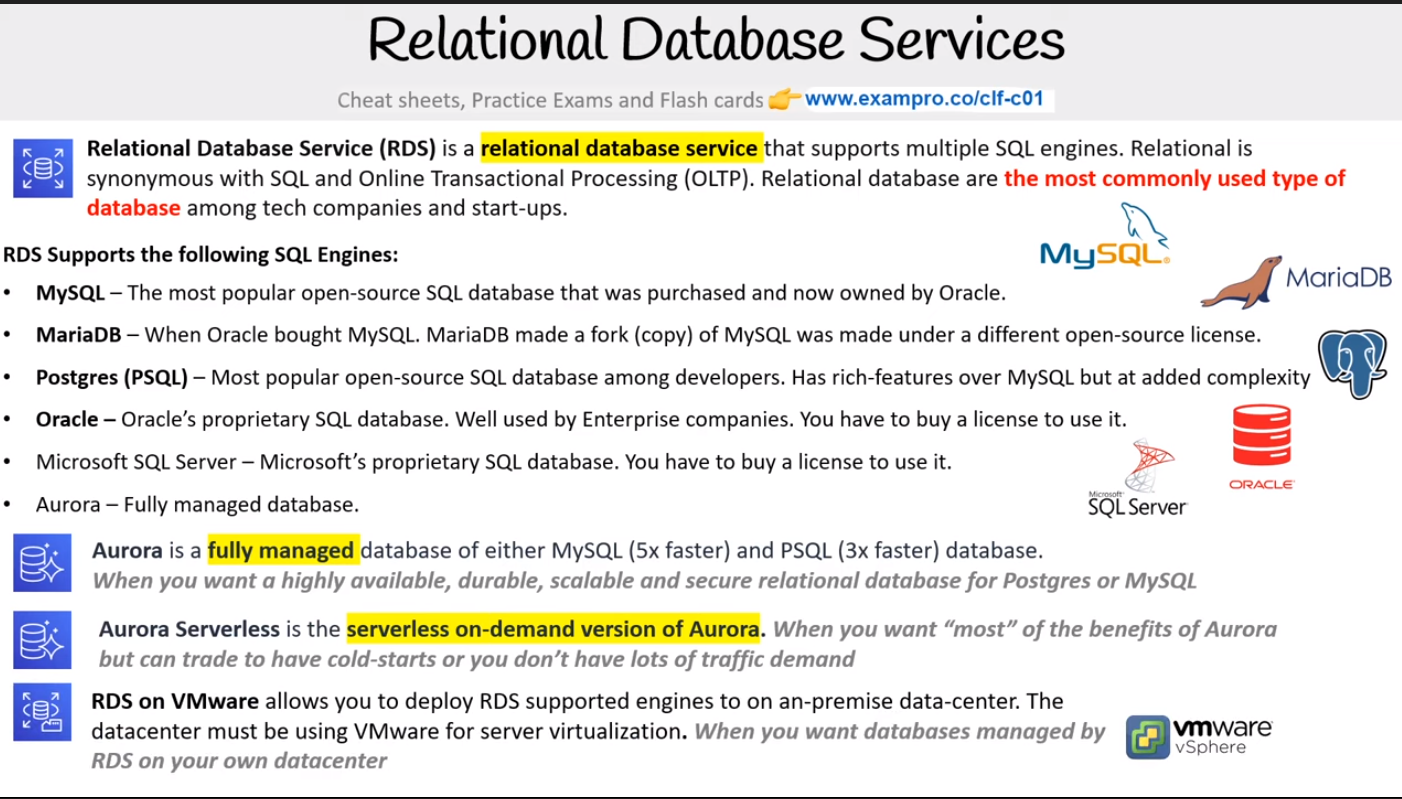 Relational Database Services
Cheat sheets, Practice Exams and Flash cards 👉 www.exampro.co/clf-c01
Relational Database Service (RDS) is a relational database service that supports multiple SQL engines. Relational is
synonymous with SQL and Online Transactional Processing (OLTP). Relational database are the most commonly used type of
database among tech companies and start-ups.
RDS Supports the following SQL Engines:
MySQL®
MariaDB
• MySQL – The most popular open-source SQL database that was purchased and now owned by Oracle.
• MariaDB – When Oracle bought MySQL. MariaDB made a fork (copy) of MySQL was made under a different open-source license.
• Postgres (PSQL) – Most popular open-source SQL database among developers. Has rich-features over MySQL but at added complexity
• Oracle – Oracle’s proprietary SQL database. Well used by Enterprise companies. You have to buy a license to use it.
• Microsoft SQL Server – Microsoft’s proprietary SQL database. You have to buy a license to use it.
ORACLE
Microsoft®
SQL Server
• Aurora – Fully managed database.
Aurora is a fully managed database of either MySQL (5x faster) and PSQL (3x faster) database.
When you want a highly available, durable, scalable and secure relational database for Postgres or MySQL
Aurora Serverless is the serverless on-demand version of Aurora. When you want “most” of the benefits of Aurora
but can trade to have cold-starts or you don’t have lots of traffic demand
RDS on VMware allows you to deploy RDS supported engines to on an-premise data-center. The
datacenter must be using VMware for server virtualization. When you want databases managed by
RDS on your own datacenter
vmware
vSphere